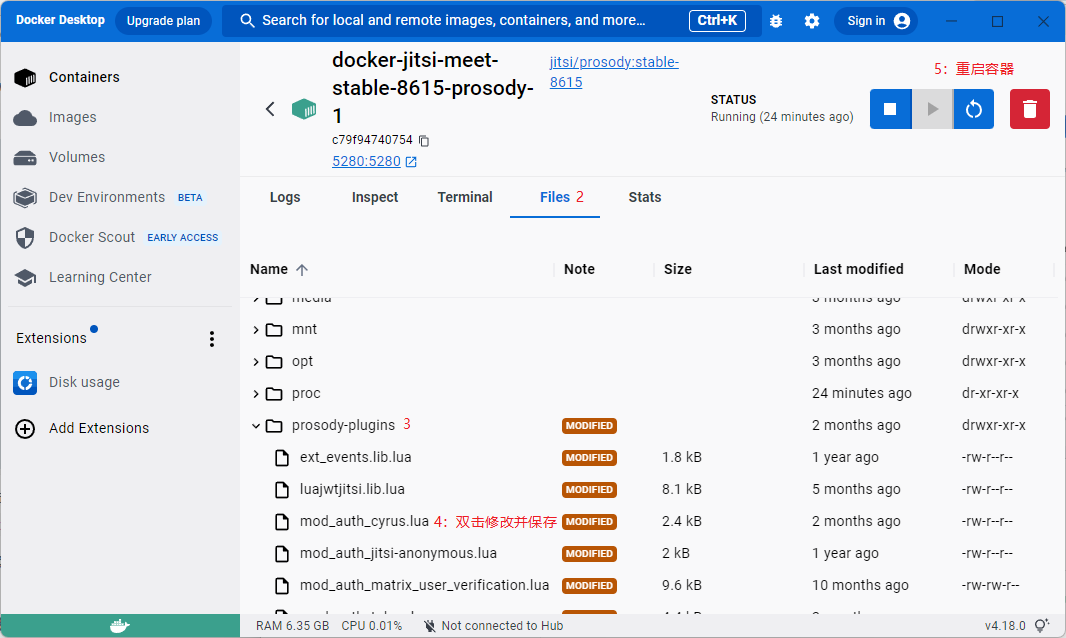 Docker Desktop Upgrade plan Search for local and remote images, containers, and more... Ctrl+K Sign in
Containers
Images
Volumes
Dev Environments BETA
Docker Scout EARLY ACCESS
Learning Center
Extensions
Disk usage
Add Extensions
docker-jitsi-meet-
stable-8615-prosody-
1
c79f94740754
5280:5280
jitsi/prosody:stable-
8615
STATUS
Running (24 minutes ago)
5：重启容器
Logs Inspect Terminal Files 2 Stats
Name Note Size Last modified Mode
media 3 months ago drwxr-xr-x
mnt 3 months ago drwxr-xr-x
opt 3 months ago drwxr-xr-x
proc 24 minutes ago dr-xr-xr-x
prosody-plugins 3 MODIFIED 2 months ago drwxr-xr-x
ext_events.lib.lua MODIFIED 1.8 kB 1 year ago -rw-r--r--
luajwtjitsi.lib.lua MODIFIED 8.1 kB 5 months ago -rw-r--r--
mod_auth_cyrus.lua 4：双击修改并保存 MODIFIED 2.4 kB 2 months ago -rw-r--r--
mod_auth_jitsi-anonymous.lua MODIFIED 2 kB 1 year ago -rw-r--r--
mod_auth_matrix_user_verification.lua MODIFIED 9.6 kB 10 months ago -rw-rw-r--
RAM 6.35 GB CPU 0.01% Not connected to Hub v4.18.0